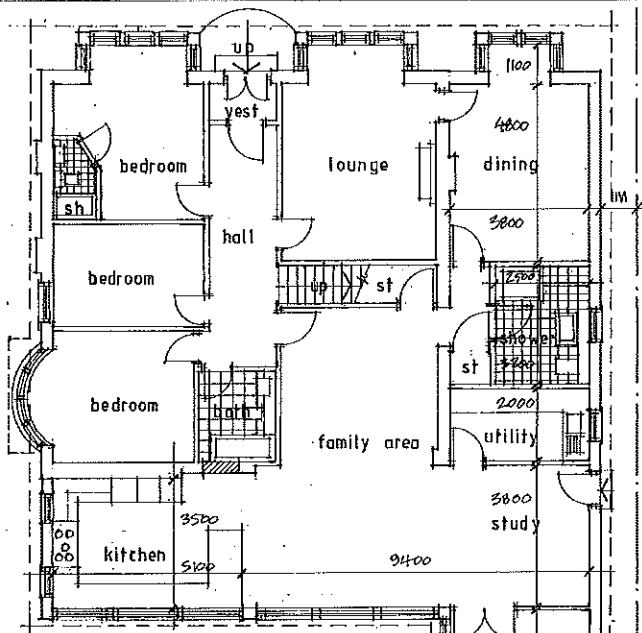 up
vest
1100
4800
bedroom
lounge
dining
1M
sh
3800
hall
bedroom
up
st
2500
shower
st
3200
bedroom
bath
2000
family area
utility
3800
3500
study
kitchen
5100
9400